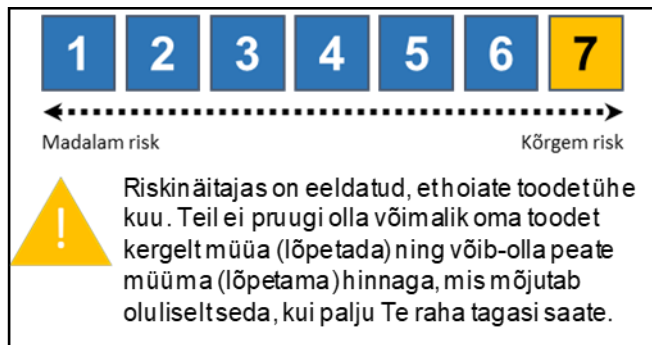 1 2 3 4 5 6 7
Madalam risk Kõrgem risk
! Riskinäitajas on eeldatud, et hoiate toodet ühe
kuu. Teil ei pruugi olla võimalik oma toodet
kergelt müüa (lõpetada) ning võib-olla peate
müüma (lõpetama) hinnaga, mis mõjutab
oluliselt seda, kui palju Te raha tagasi saate.